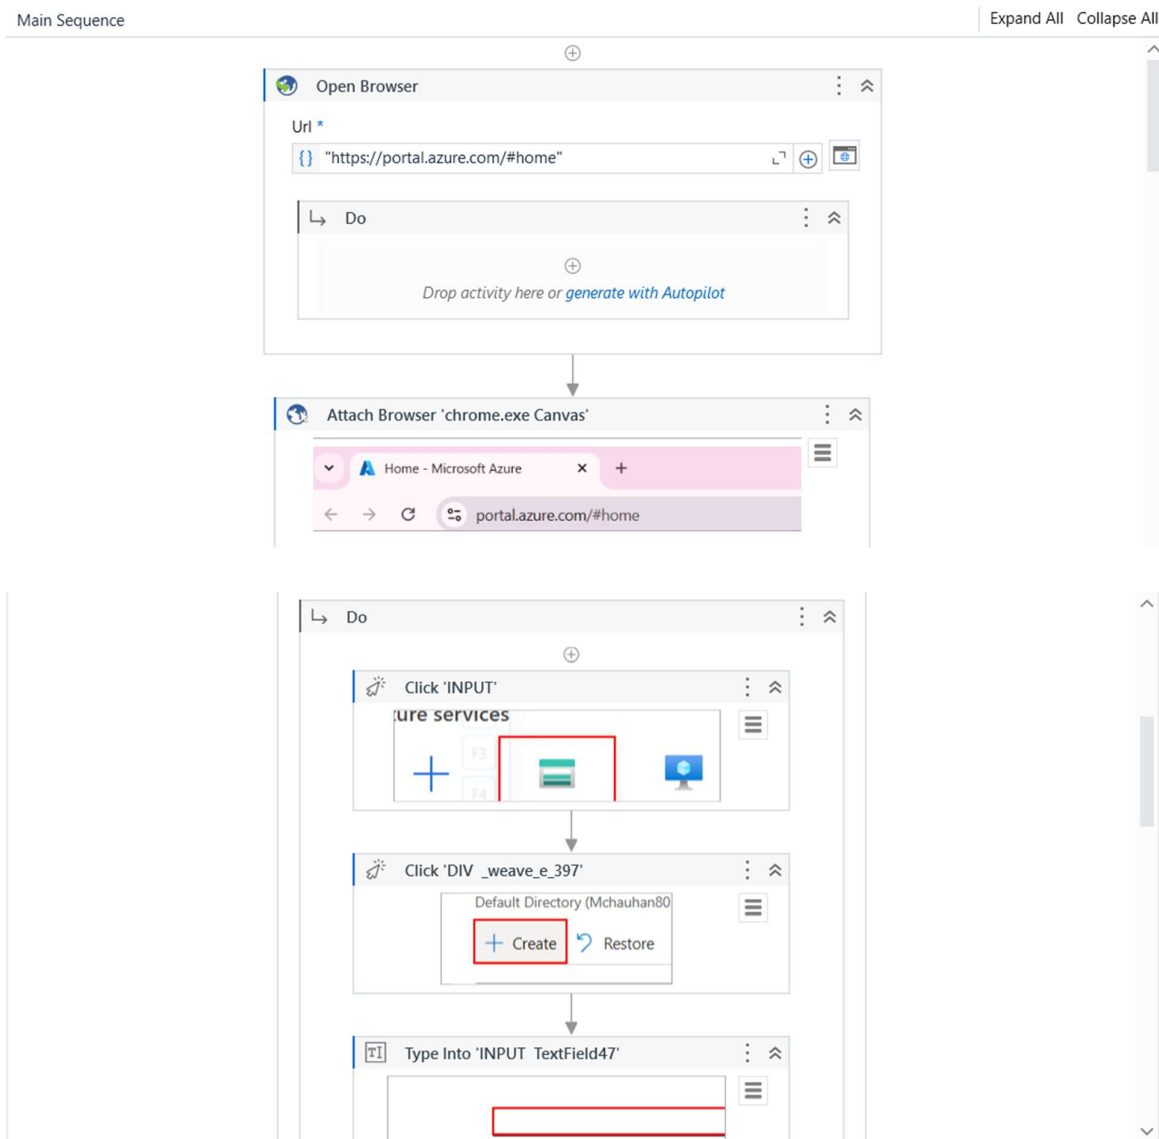 Main Sequence
Expand All Collapse All
Open Browser
Url *
{} "https://portal.azure.com/#home"
Do
Drop activity here or generate with Autopilot
Attach Browser 'chrome.exe Canvas'
Home - Microsoft Azure
portal.azure.com/#home
Do
Click 'INPUT'
ure services
F3
F4
Click 'DIV _weave_e_397'
Default Directory (Mchauhan80
Create Restore
TI Type Into 'INPUT TextField47'